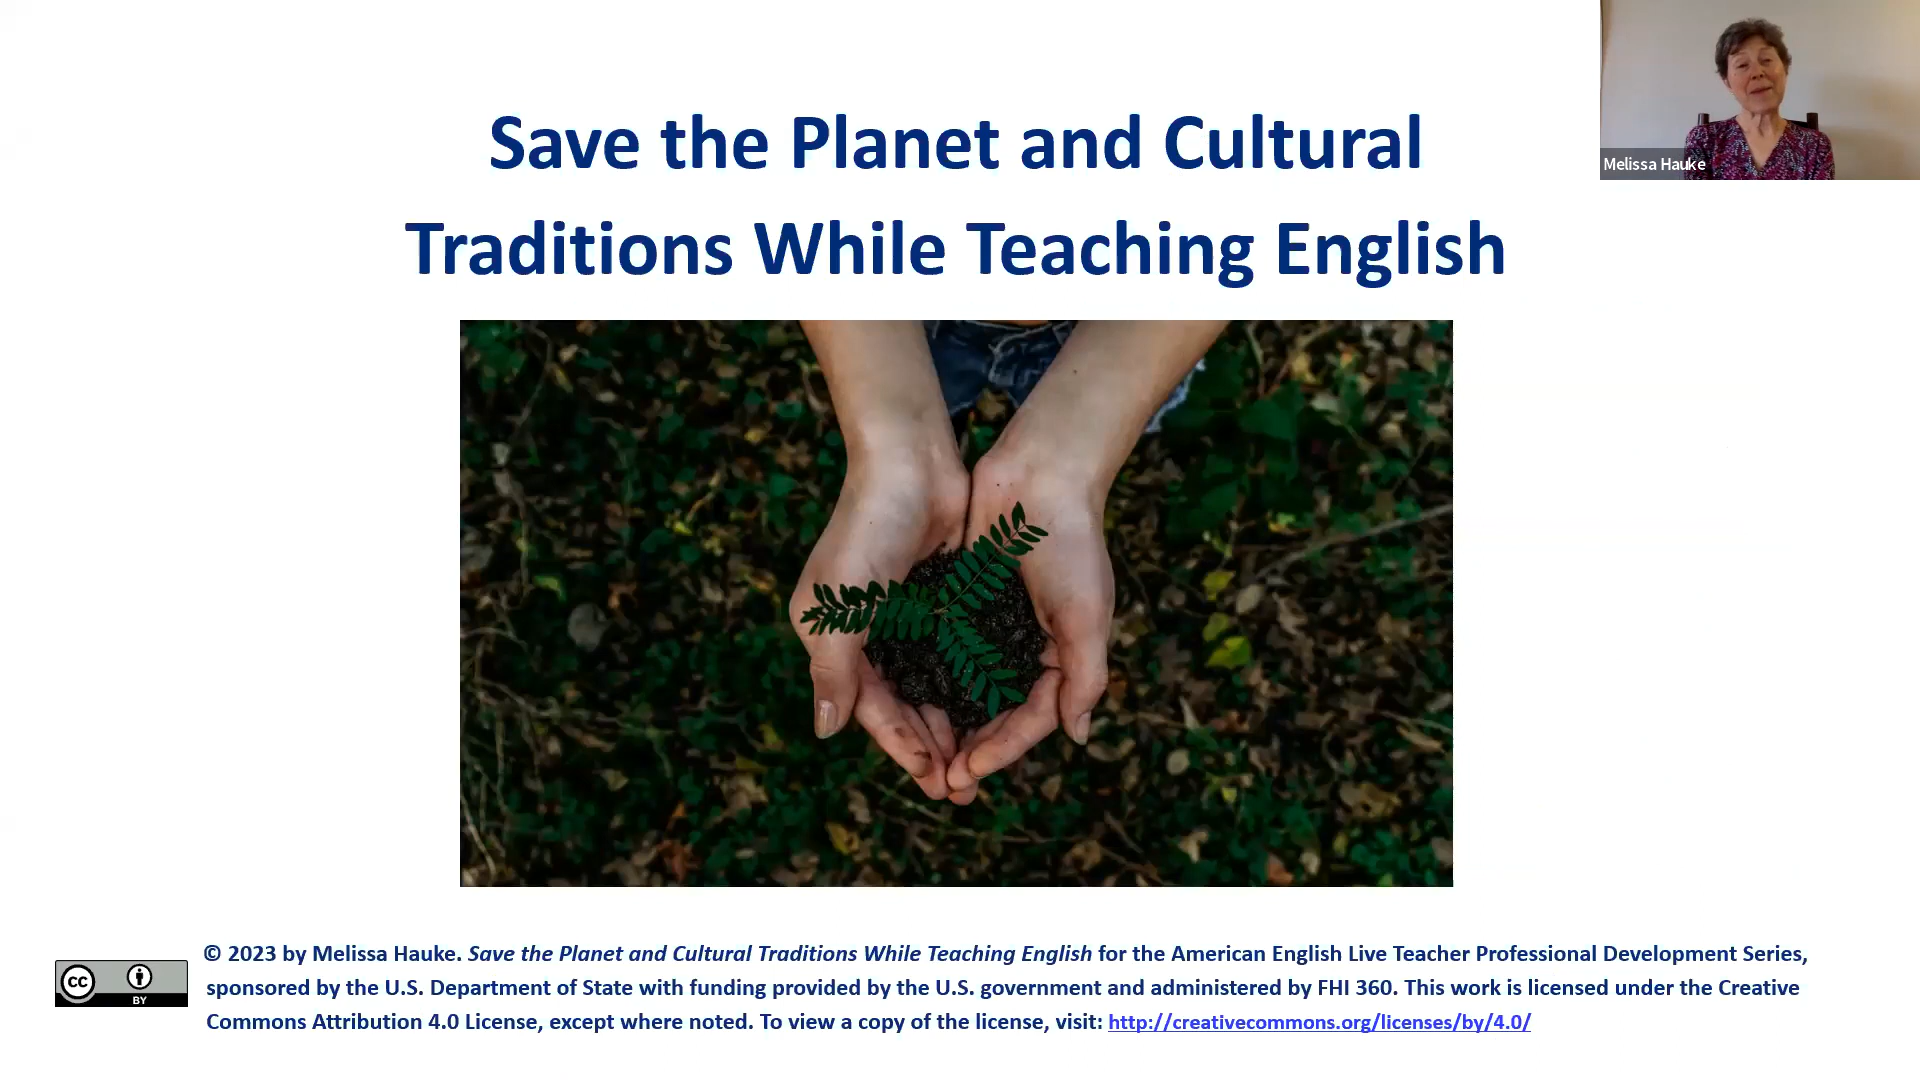 Save the Planet and Cultural
Traditions While Teaching English
Melissa Hauke
© 2023 by Melissa Hauke. Save the Planet and Cultural Traditions While Teaching English for the American English Live Teacher Professional Development Series,
sponsored by the U.S. Department of State with funding provided by the U.S. government and administered by FHI 360. This work is licensed under the Creative
Commons Attribution 4.0 License, except where noted. To view a copy of the license, visit: http://creativecommons.org/licenses/by/4.0/
CC
BY